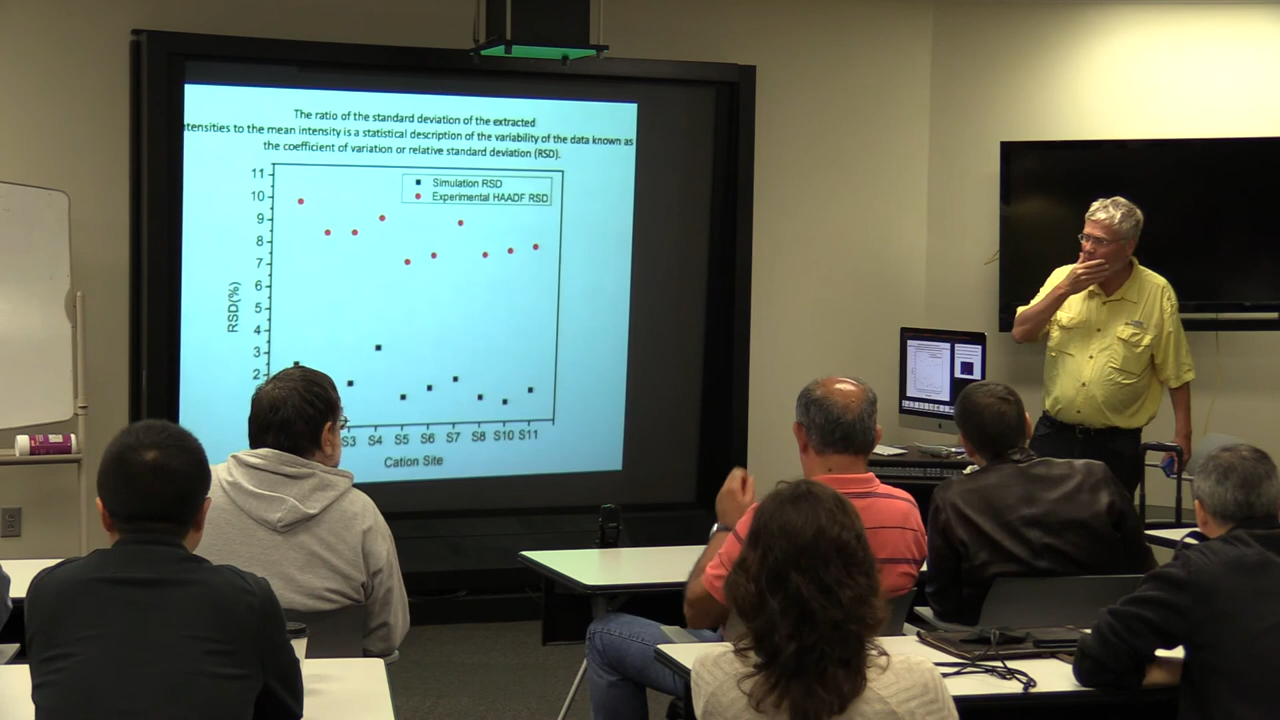 The ratio of the standard deviation of the extracted
ntensities to the mean intensity is a statistical description of the variability of the data known as
the coefficient of variation or relative standard deviation (RSD).
11
10
9
8
7
6
5
4
3
2
Simulation RSD
Experimental HAADF RSD
RSD(%)
S3 S4 S5 S6 S7 S8 S10 S11
Cation Site